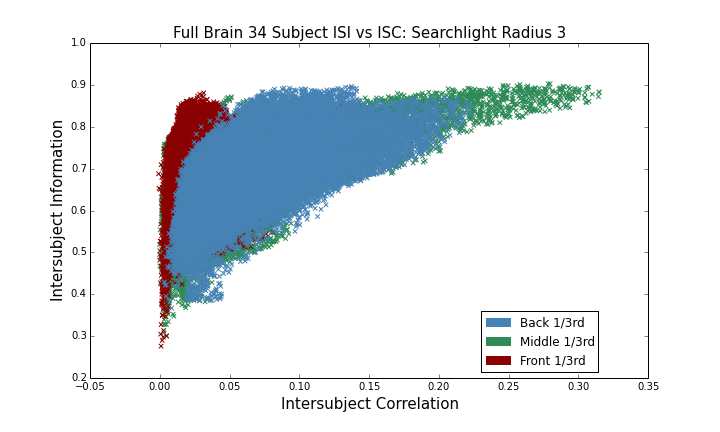 Full Brain 34 Subject ISI vs ISC: Searchlight Radius 3
1.0
0.9
0.8
0.7
0.6
0.5
0.4
0.3
0.2
Intersubject Information
−0.05 0.00 0.05 0.10 0.15 0.20 0.25 0.30 0.35
Intersubject Correlation
Back 1/3rd
Middle 1/3rd
Front 1/3rd